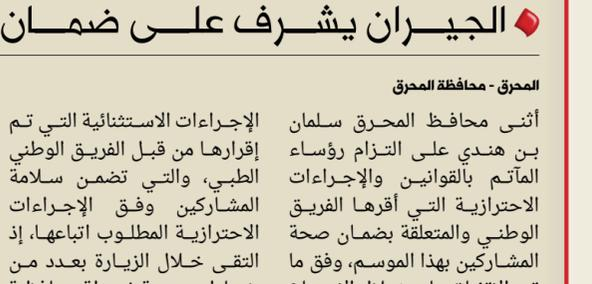 الجيران يشرف على ضمان
المحرق - محافظة المحرق
أثنى محافظ المحرق سلمان
بن هندي على التزام رؤساء
المآتم بالقوانين والإجراءات
الاحترازية التي أقرها الفريق
الوطني والمتعلقة بضمان صحة
المشاركين بهذا الموسم، وفق ما
الإجراءات الاستثنائية التي تم
إقرارها من قبل الفريق الوطني
الطبي، والتي تضمن سلامة
المشاركين وفق الإجراءات
الاحترازية المطلوب اتباعها، إذ
التقى خلال الزيارة بعدد من